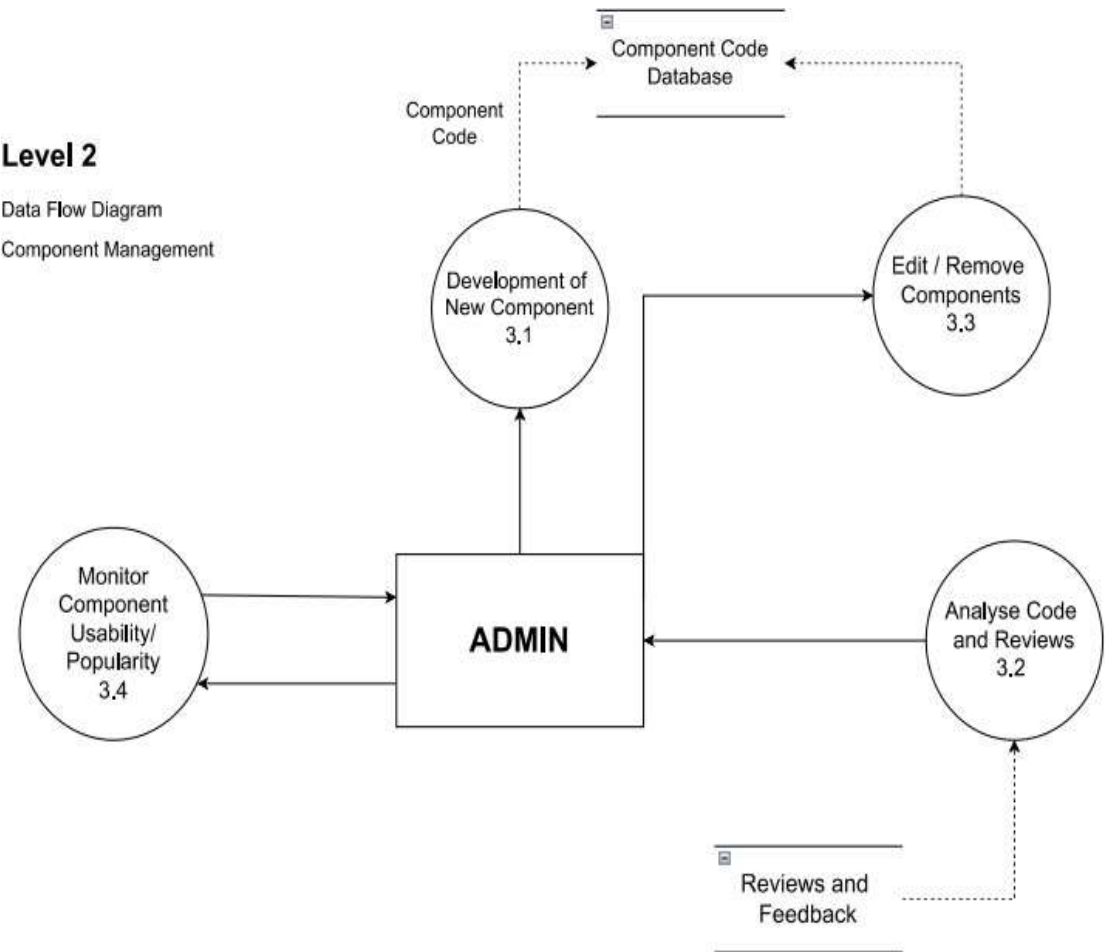 Component Code
Database
Component
Code
Level 2
Data Flow Diagram
Component Management
Development of
New Component
3.1
Edit / Remove
Components
3.3
Monitor
Component
Usability/
Popularity
3.4
ADMIN
Analyse Code
and Reviews
3.2
Reviews and
Feedback